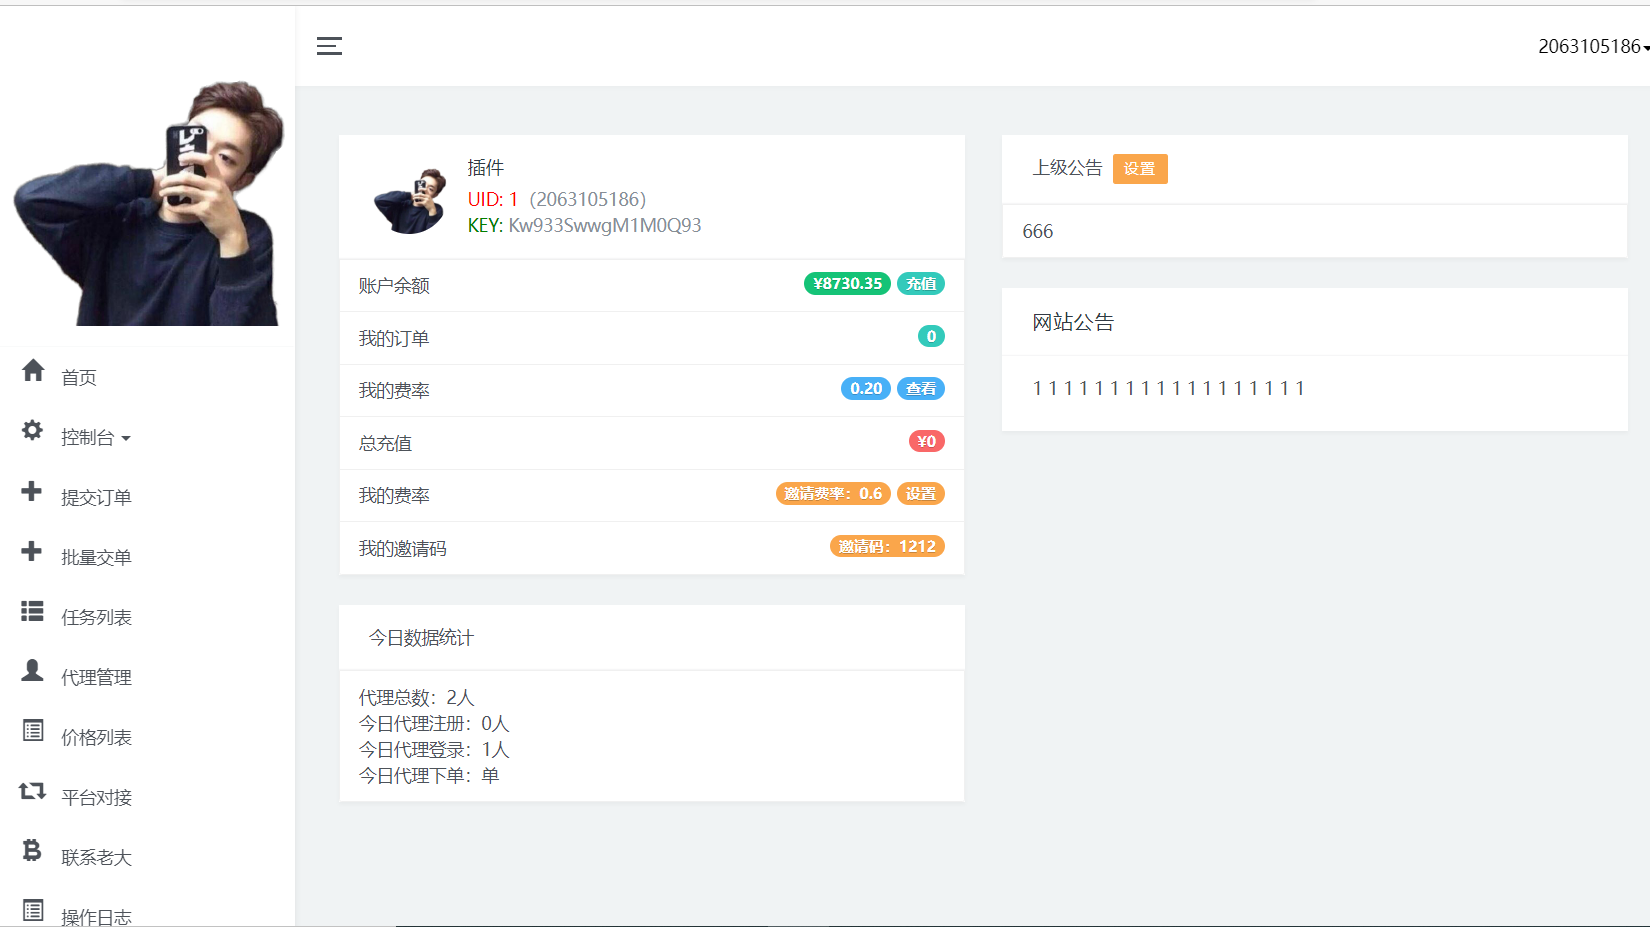 2063105186
首页
控制台
提交订单
批量交单
任务列表
代理管理
价格列表
平台对接
联系老大
操作日志
插件
UID: 1 (2063105186)
KEY: Kw933SwwgM1M0Q93
账户余额 ¥8730.35 充值
我的订单 0
我的费率 0.20 查看
总充值 ¥0
我的费率 邀请费率：0.6 设置
我的邀请码 邀请码：1212
今日数据统计
代理总数：2人
今日代理注册：0人
今日代理登录：1人
今日代理下单：单
上级公告 设置
666
网站公告
1 1 1 1 1 1 1 1 1 1 1 1 1 1 1 1 1 1